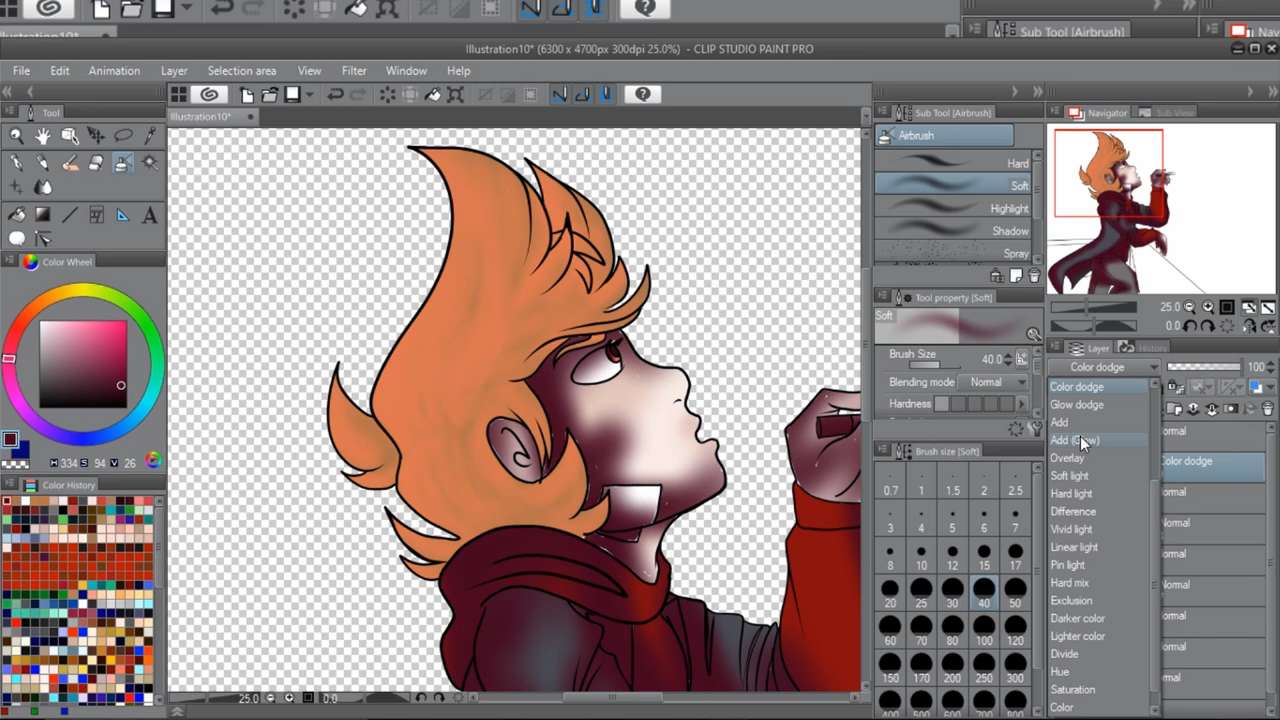 Illustration10*
Sub Tool [Airbrush]
Nav
Illustration10* (6300 x 4700px 300dpi 25.0%) - CLIP STUDIO PAINT PRO
File Edit Animation Layer Selection area View Filter Window Help
Tool
Illustration10*
Sub Tool [Airbrush]
Navigator
Sub View
Airbrush
Hard
Soft
Highlight
Shadow
Spray
Color Wheel
H 334 S 94 V 26
Color History
Tool property [Soft]
Soft
Brush Size 40.0
Blending mode Normal
Hardness
Brush size [Soft]
0.7 1 1.5 2 2.5
3 4 5 6 7
8 10 12 15 17
20 25 30 40 50
60 70 80 100 120
150 170 200 250 300
400 500 600 700 800
25.0
0.0
Layer
History
Color dodge
100
Color dodge
Glow dodge
Add
Add (Glow)
Overlay
Soft light
Hard light
Difference
Vivid light
Linear light
Pin light
Hard mix
Exclusion
Darker color
Lighter color
Divide
Hue
Saturation
Color
ormal
Color dodge
ormal
ormal
ormal
ormal
ormal
ormal
ormal
25.0
0.0